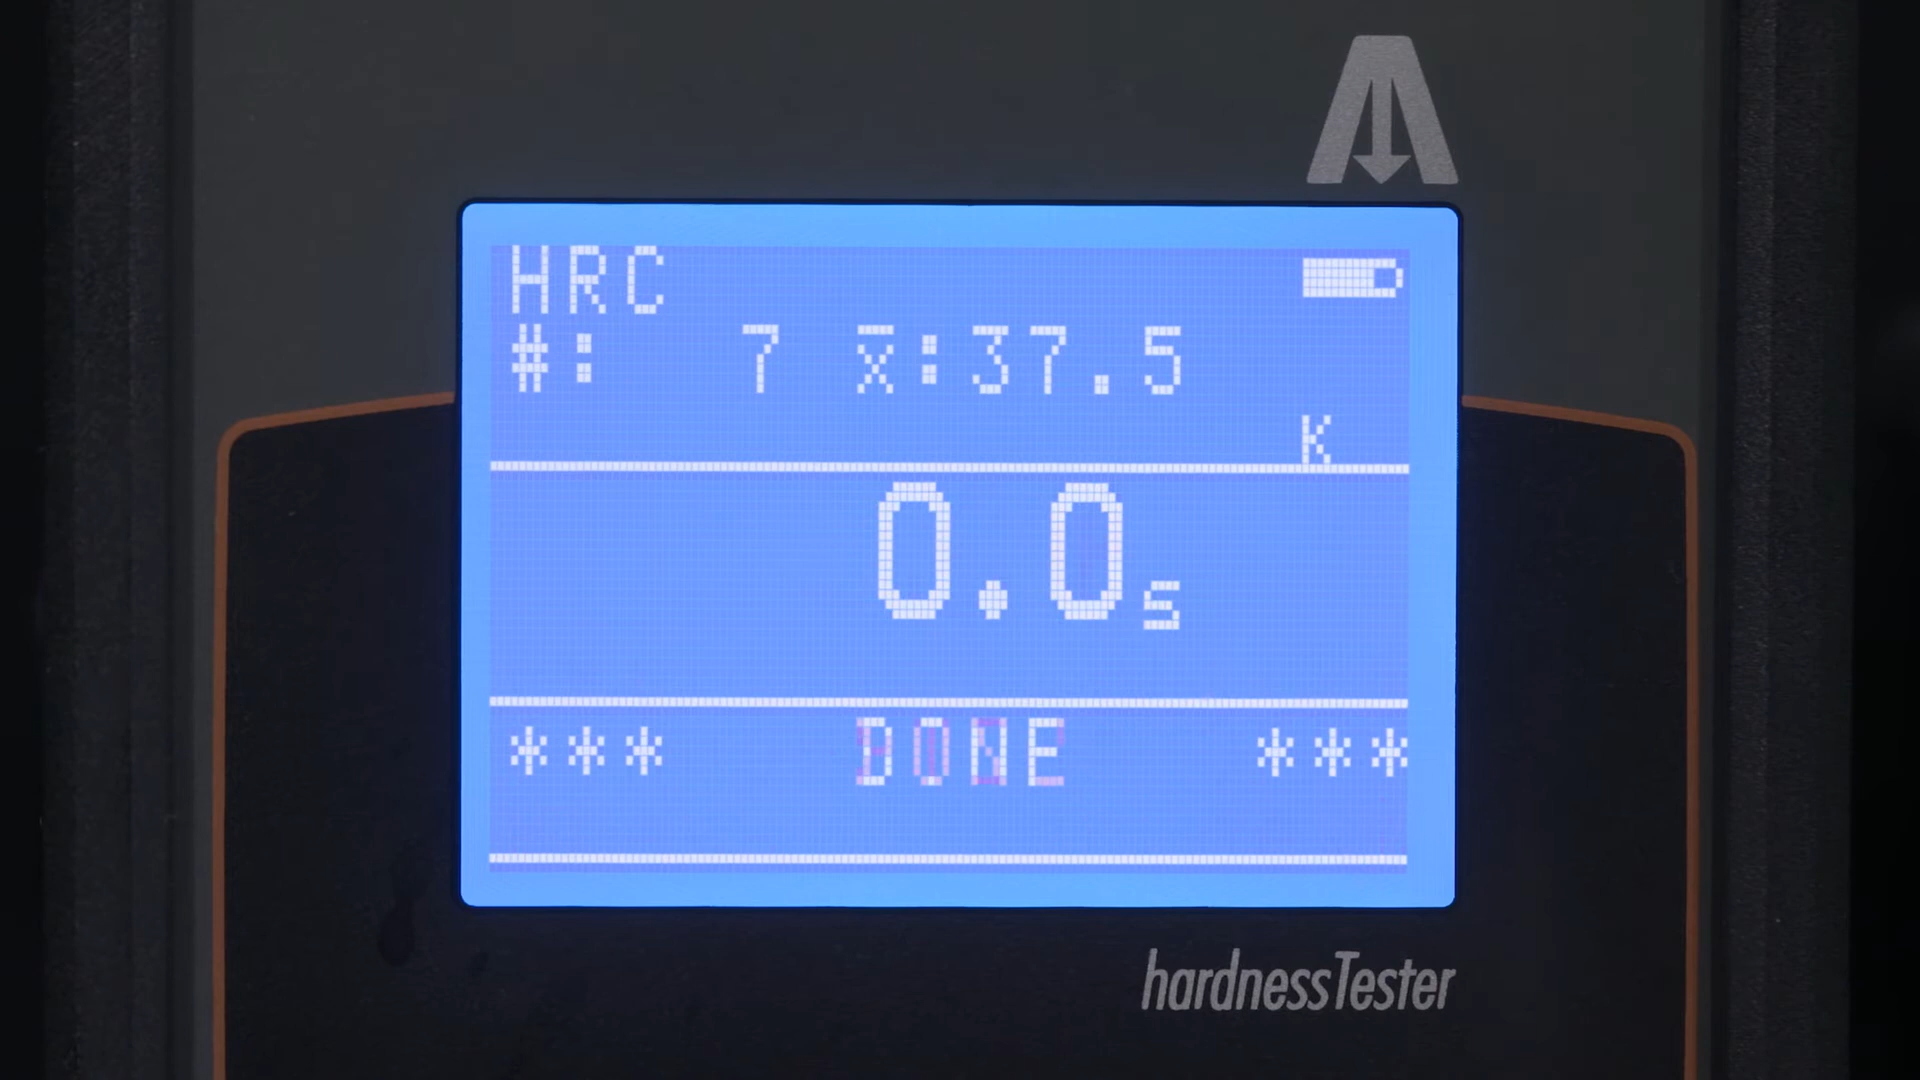 HRC
#: 7 x̅:37.5
K
0.0s
*** DONE ***
hardnessTester